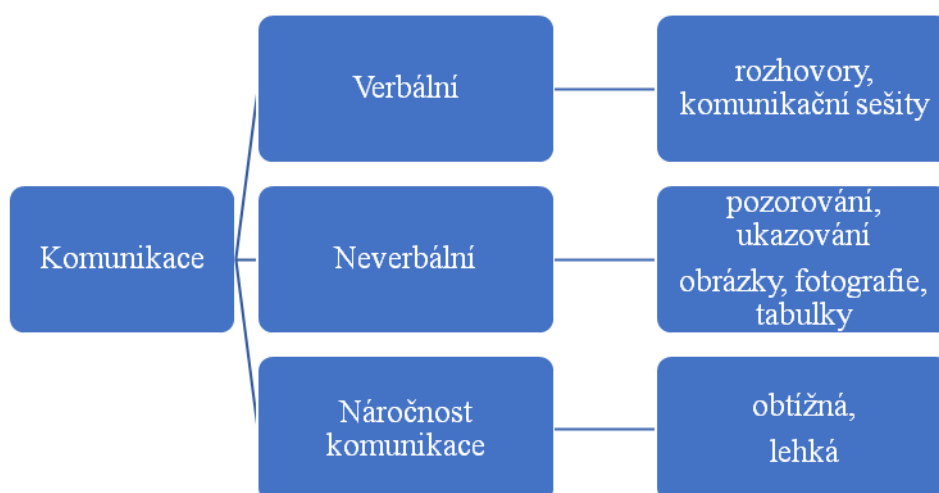 Verbální
rozhovory,
komunikační sešity
Komunikace
Neverbální
pozorování,
ukazování
obrázky, fotografie,
tabulky
Náročnost
komunikace
obtížná,
lehká